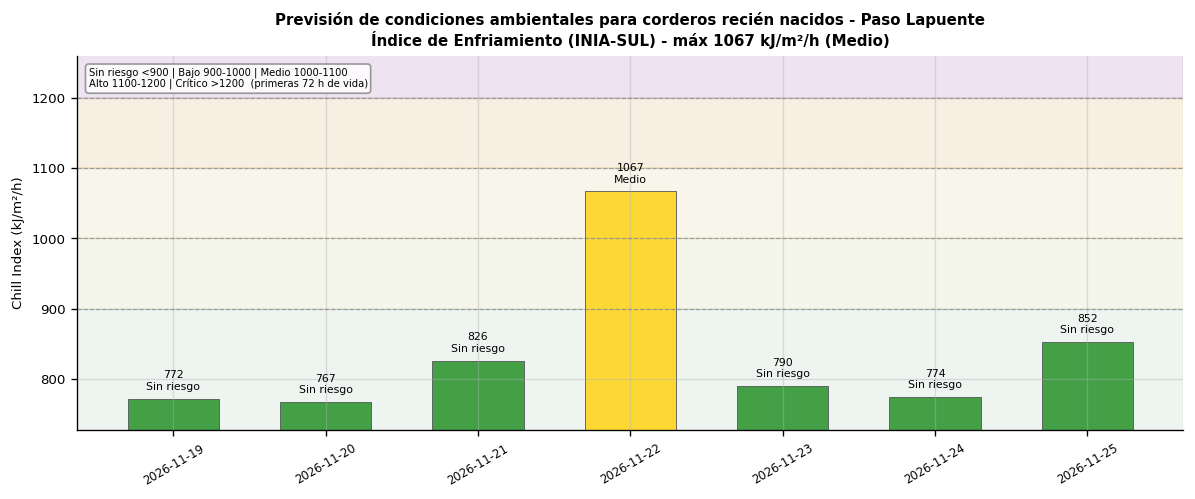 Previsión de condiciones ambientales para corderos recién nacidos - Paso Lapuente
Índice de Enfriamiento (INIA-SUL) - máx 1067 kJ/m²/h (Medio)
Sin riesgo <900 | Bajo 900-1000 | Medio 1000-1100
Alto 1100-1200 | Crítico >1200  (primeras 72 h de vida)
Chill Index (kJ/m²/h)
1200
1100
1000
900
800
772
Sin riesgo
767
Sin riesgo
826
Sin riesgo
1067
Medio
790
Sin riesgo
774
Sin riesgo
852
Sin riesgo
2026-11-19
2026-11-20
2026-11-21
2026-11-22
2026-11-23
2026-11-24
2026-11-25